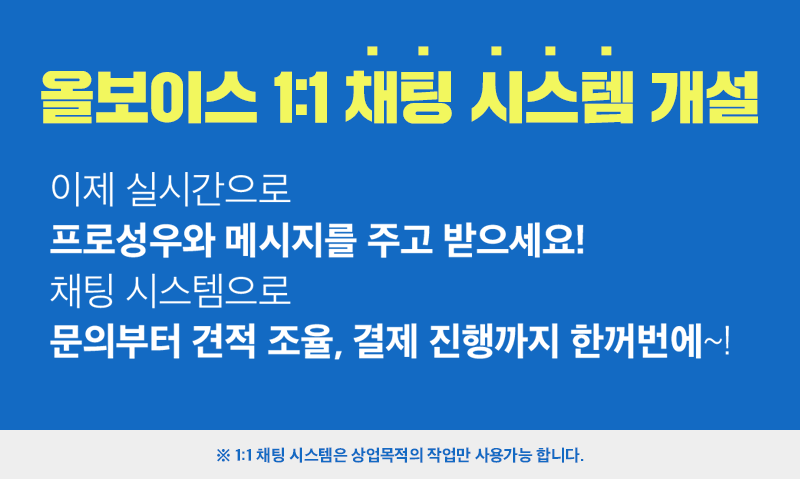 올보이스 1:1 채팅 시스템 개설
이제 실시간으로
프로성우와 메시지를 주고 받으세요!
채팅 시스템으로
문의부터 견적 조율, 결제 진행까지 한꺼번에~!
※ 1:1 채팅 시스템은 상업목적의 작업만 사용가능 합니다.